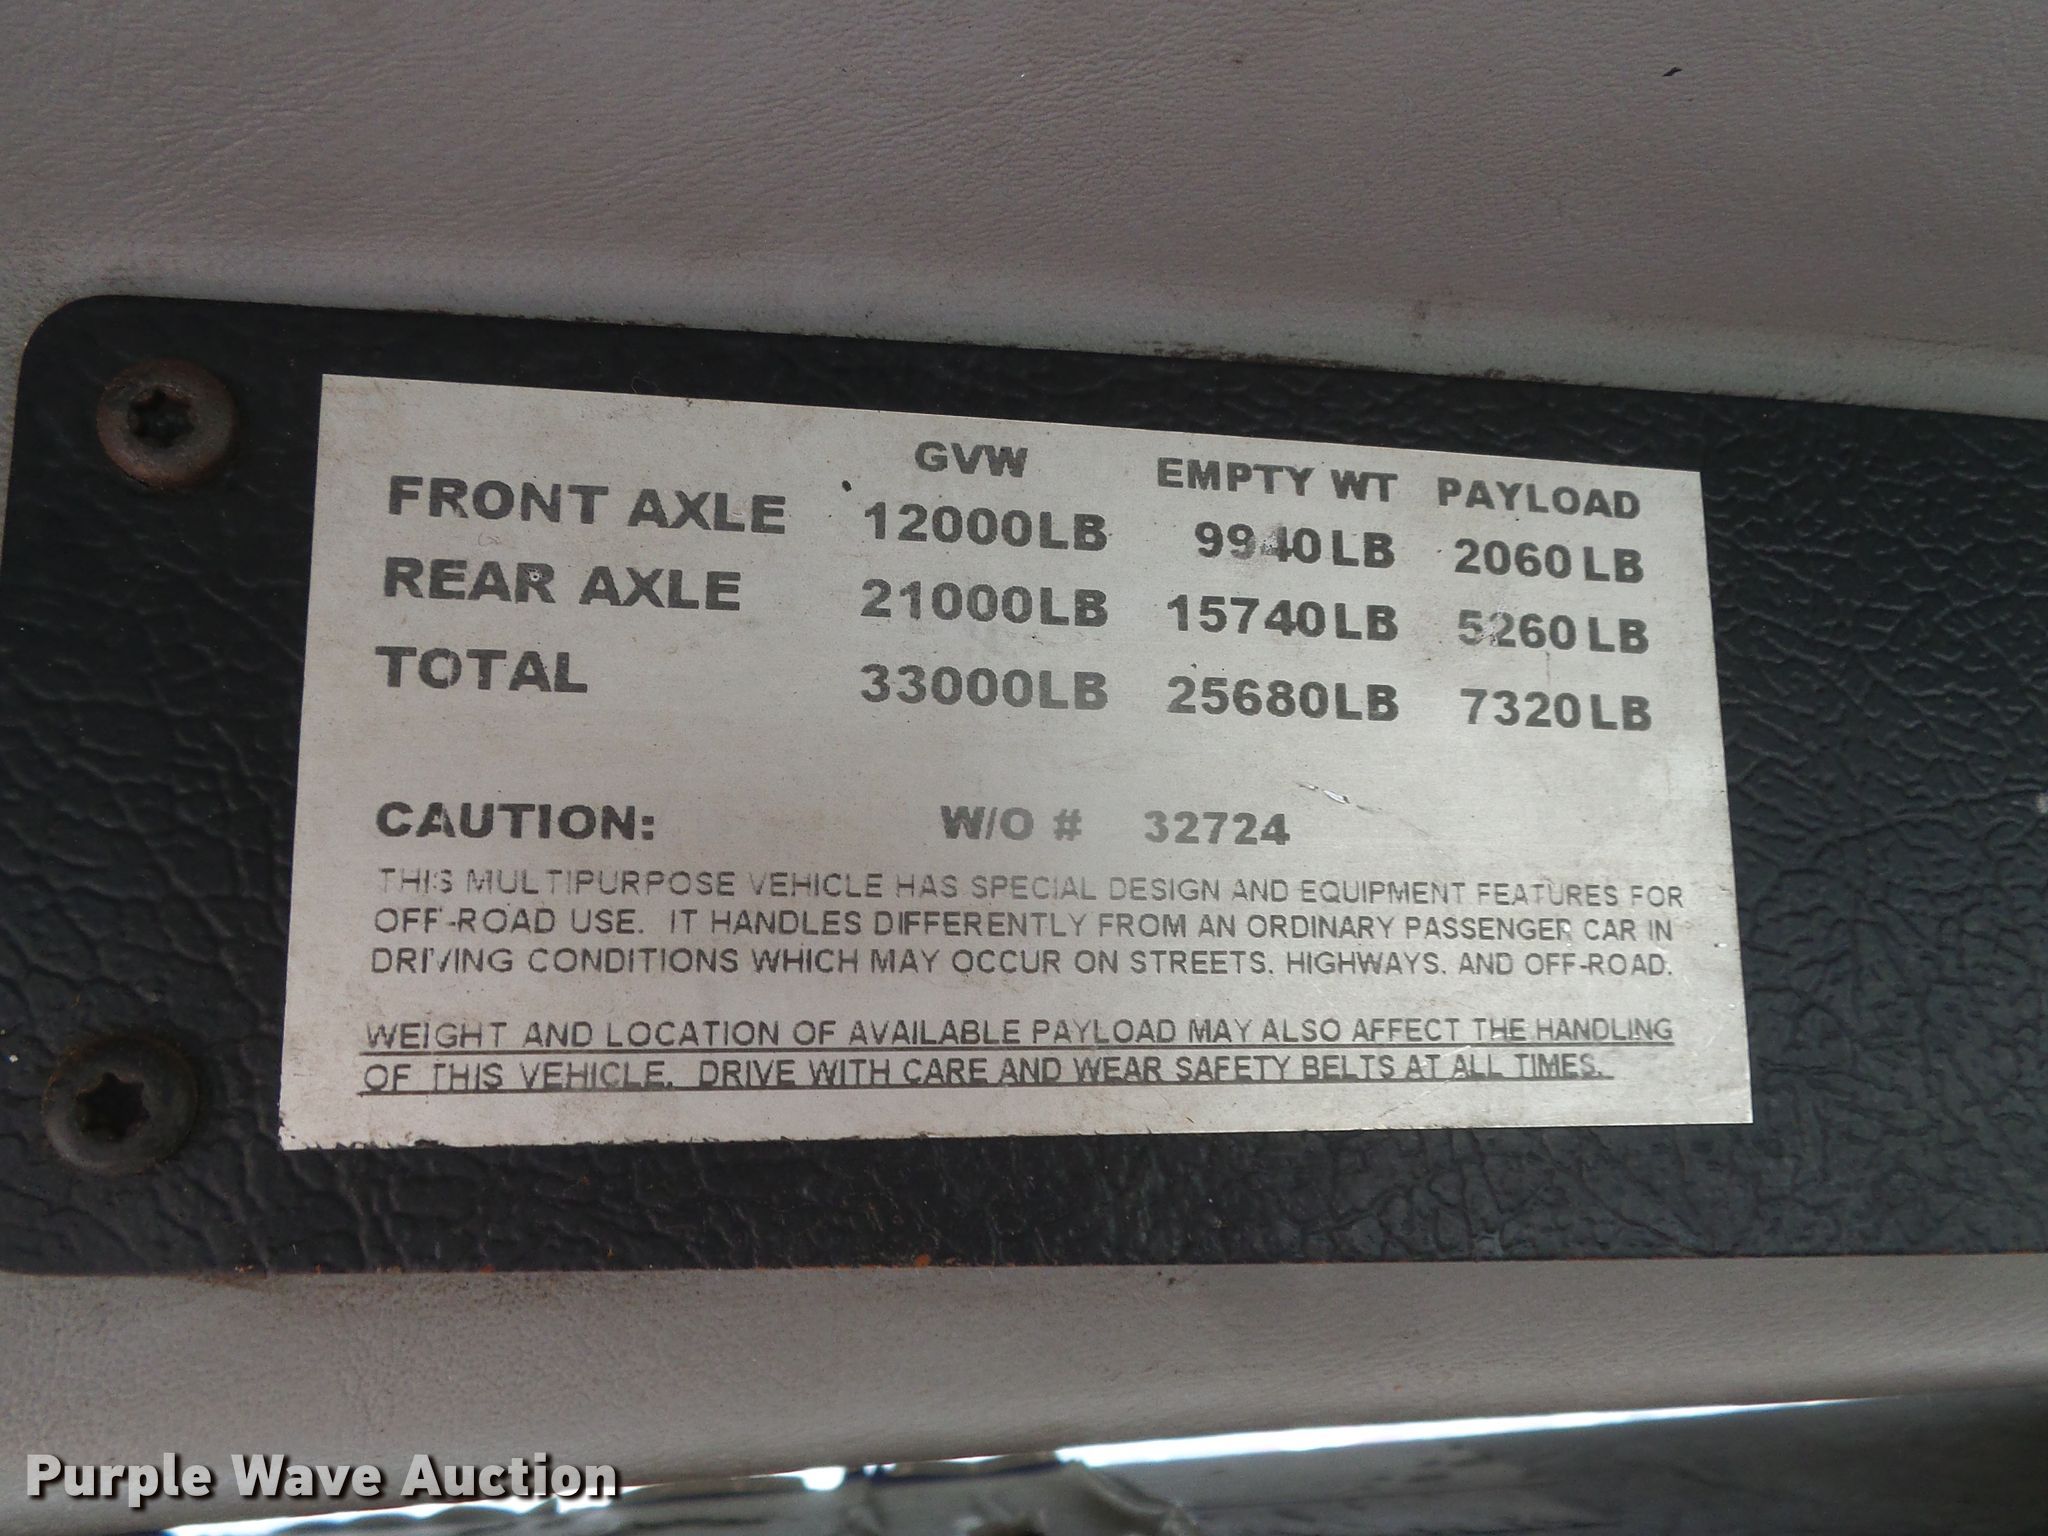 GVW EMPTY WT PAYLOAD
FRONT AXLE 12000LB 9940LB 2060LB
REAR AXLE 21000LB 15740LB 5260LB
TOTAL 33000LB 25680LB 7320LB
CAUTION: W/O # 32724
THIS MULTIPURPOSE VEHICLE HAS SPECIAL DESIGN AND EQUIPMENT FEATURES FOR
OFF-ROAD USE. IT HANDLES DIFFERENTLY FROM AN ORDINARY PASSENGER CAR IN
DRIVING CONDITIONS WHICH MAY OCCUR ON STREETS. HIGHWAYS. AND OFF-ROAD.
WEIGHT AND LOCATION OF AVAILABLE PAYLOAD MAY ALSO AFFECT THE HANDLING
OF THIS VEHICLE. DRIVE WITH CARE AND WEAR SAFETY BELTS AT ALL TIMES.
Purple Wave Auction